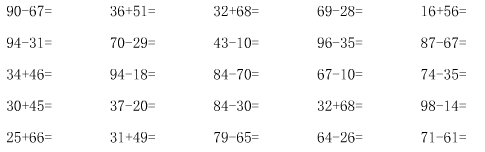 90-67= 36+51= 32+68= 69-28= 16+56=
94-31= 70-29= 43-10= 96-35= 87-67=
34+46= 94-18= 84-70= 67-10= 74-35=
30+45= 37-20= 84-30= 32+68= 98-14=
25+66= 31+49= 79-65= 64-26= 71-61=